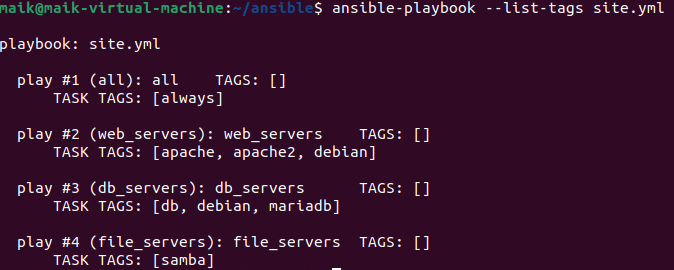 maik@maik-virtual-machine:~/ansible$ ansible-playbook --list-tags site.yml
playbook: site.yml
play #1 (all): all TAGS: []
TASK TAGS: [always]
play #2 (web_servers): web_servers TAGS: []
TASK TAGS: [apache, apache2, debian]
play #3 (db_servers): db_servers TAGS: []
TASK TAGS: [db, debian, mariadb]
play #4 (file_servers): file_servers TAGS: []
TASK TAGS: [samba]